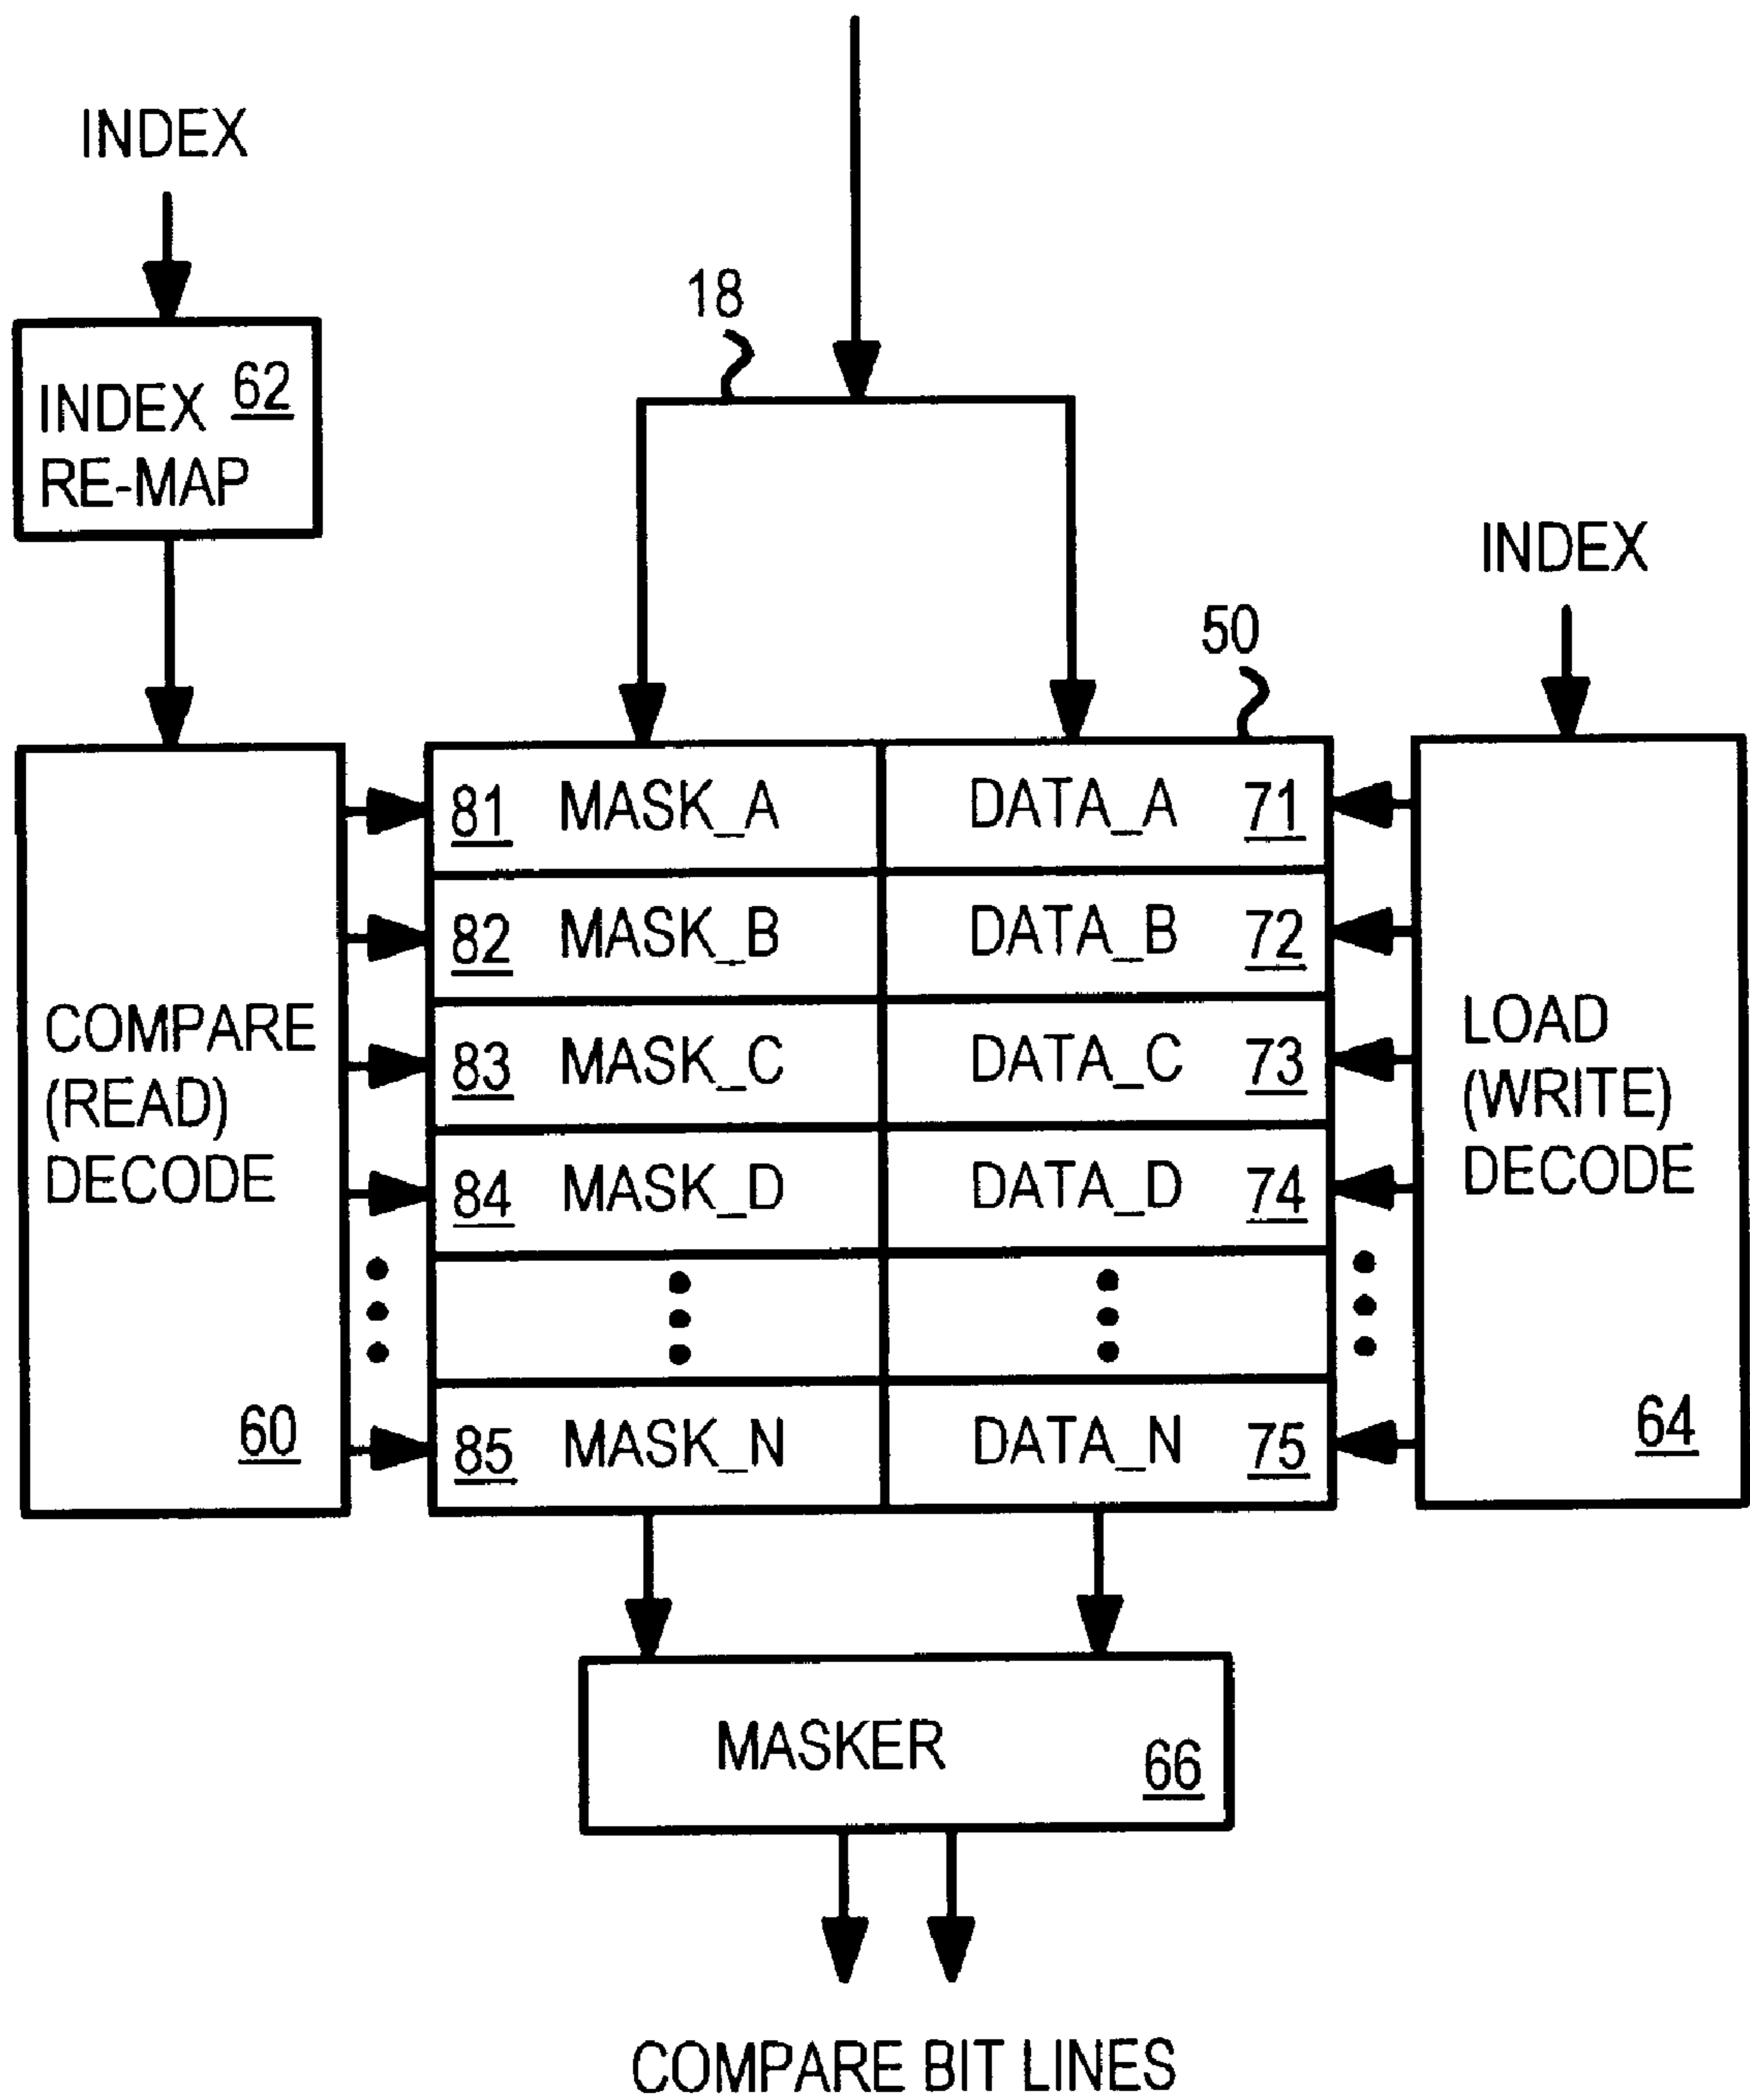 INDEX
18
62
INDEX
RE-MAP
INDEX
50
81 MASK_A DATA_A 71
82 MASK_B DATA_B 72
83 MASK_C DATA_C 73
84 MASK_D DATA_D 74
85 MASK_N DATA_N 75
COMPARE
(READ)
DECODE
60
LOAD
(WRITE)
DECODE
64
MASKER
66
COMPARE BIT LINES